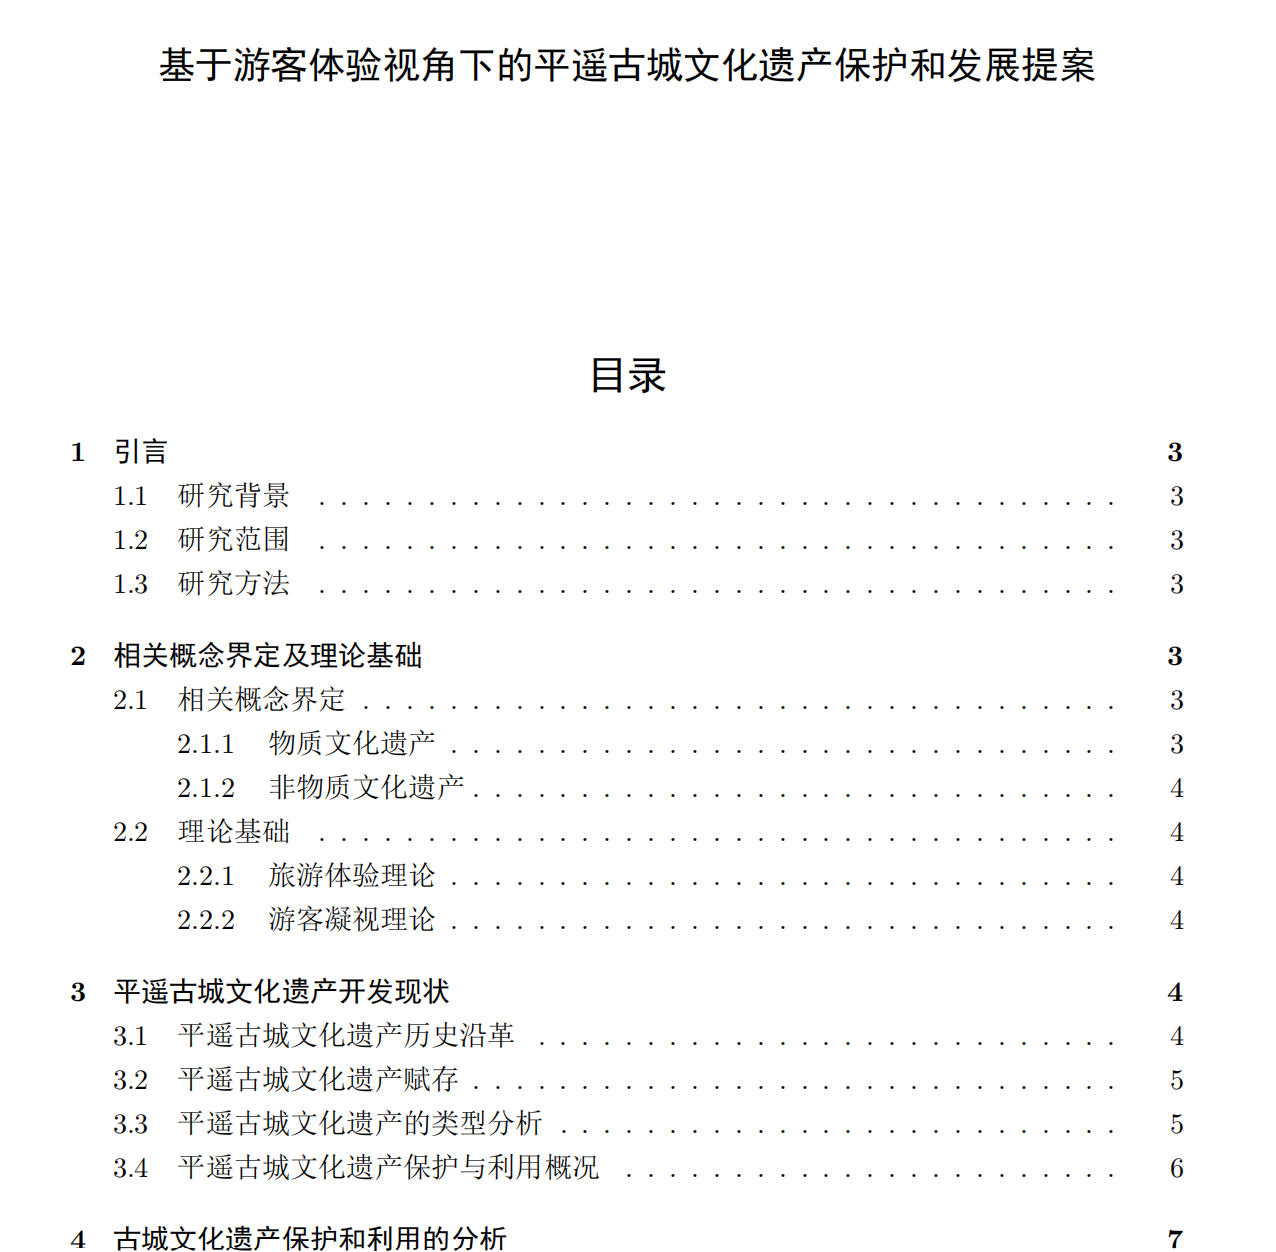 基于游客体验视角下的平遥古城文化遗产保护和发展提案
目录
1 引言 3
1.1 研究背景 . . . . . . . . . . . . . . . . . . . . . . . . . . . . . . . . . . . . . 3
1.2 研究范围 . . . . . . . . . . . . . . . . . . . . . . . . . . . . . . . . . . . . . 3
1.3 研究方法 . . . . . . . . . . . . . . . . . . . . . . . . . . . . . . . . . . . . . 3
2 相关概念界定及理论基础 3
2.1 相关概念界定 . . . . . . . . . . . . . . . . . . . . . . . . . . . . . . . . . . . 3
2.1.1 物质文化遗产 . . . . . . . . . . . . . . . . . . . . . . . . . . . . . . . 3
2.1.2 非物质文化遗产 . . . . . . . . . . . . . . . . . . . . . . . . . . . . . . 4
2.2 理论基础 . . . . . . . . . . . . . . . . . . . . . . . . . . . . . . . . . . . . . 4
2.2.1 旅游体验理论 . . . . . . . . . . . . . . . . . . . . . . . . . . . . . . . 4
2.2.2 游客凝视理论 . . . . . . . . . . . . . . . . . . . . . . . . . . . . . . . 4
3 平遥古城文化遗产开发现状 4
3.1 平遥古城文化遗产历史沿革 . . . . . . . . . . . . . . . . . . . . . . . . . . . 4
3.2 平遥古城文化遗产赋存 . . . . . . . . . . . . . . . . . . . . . . . . . . . . . . 5
3.3 平遥古城文化遗产的类型分析 . . . . . . . . . . . . . . . . . . . . . . . . . . 5
3.4 平遥古城文化遗产保护与利用概况 . . . . . . . . . . . . . . . . . . . . . . . 6
4 古城文化遗产保护和利用的分析 7